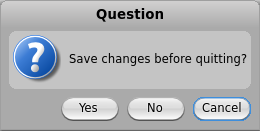 Question
Save changes before quitting?
Yes
No
Cancel